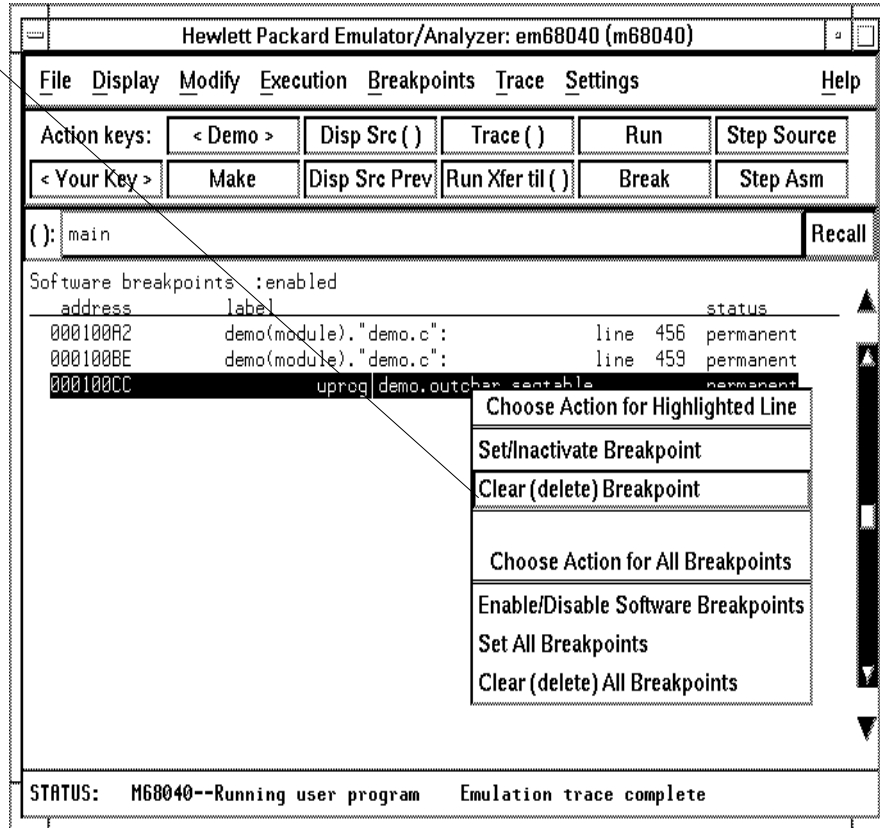 Hewlett Packard Emulator/Analyzer: em68040 (m68040)
File Display Modify Execution Breakpoints Trace Settings Help
Action keys: < Demo > Disp Src ( ) Trace ( ) Run Step Source
< Your Key > Make Disp Src Prev Run Xfer til ( ) Break Step Asm
( ): main Recall
Software breakpoints :enabled
address label status
000100A2 demo(module)."demo.c": line 456 permanent
000100BE demo(module)."demo.c": line 459 permanent
000100CC uprog|demo.outchar_segtable permanent
Choose Action for Highlighted Line
Set/Inactivate Breakpoint
Clear (delete) Breakpoint
Choose Action for All Breakpoints
Enable/Disable Software Breakpoints
Set All Breakpoints
Clear (delete) All Breakpoints
STATUS: M68040--Running user program Emulation trace complete